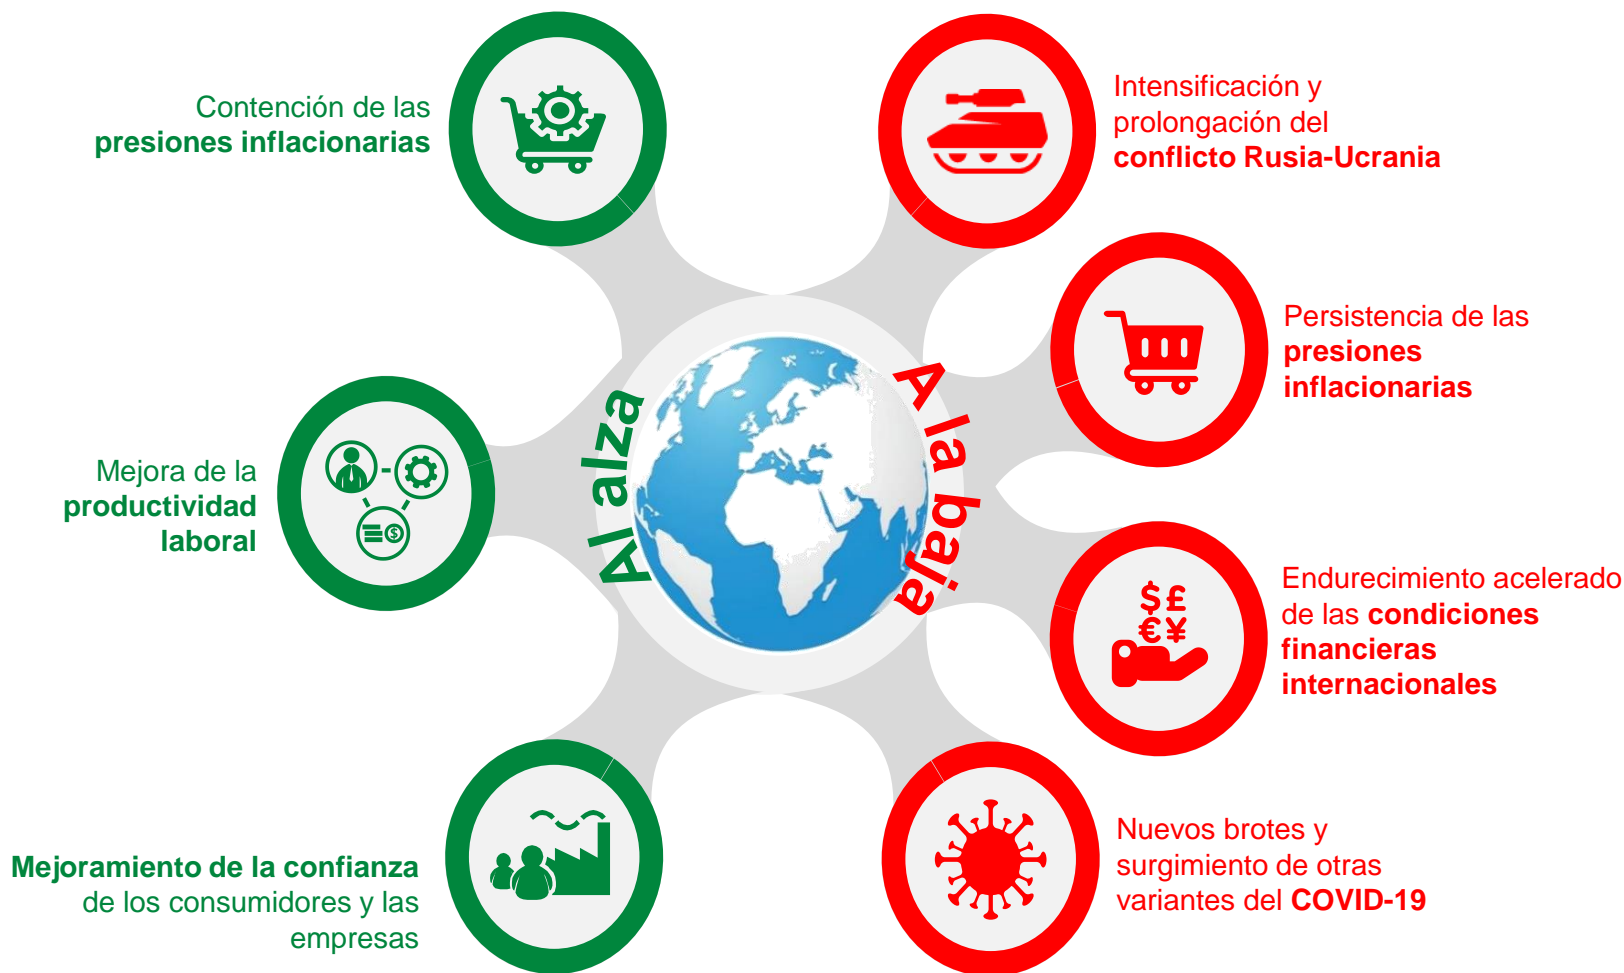 Contención de las
presiones inflacionarias
Mejora de la
productividad
laboral
Mejoramiento de la confianza
de los consumidores y las
empresas
Al alza
A la baja
Intensificación y
prolongación del
conflicto Rusia-Ucrania
Persistencia de las
presiones
inflacionarias
$£
€¥
Endurecimiento acelerado
de las condiciones
financieras
internacionales
Nuevos brotes y
surgimiento de otras
variantes del COVID-19
$